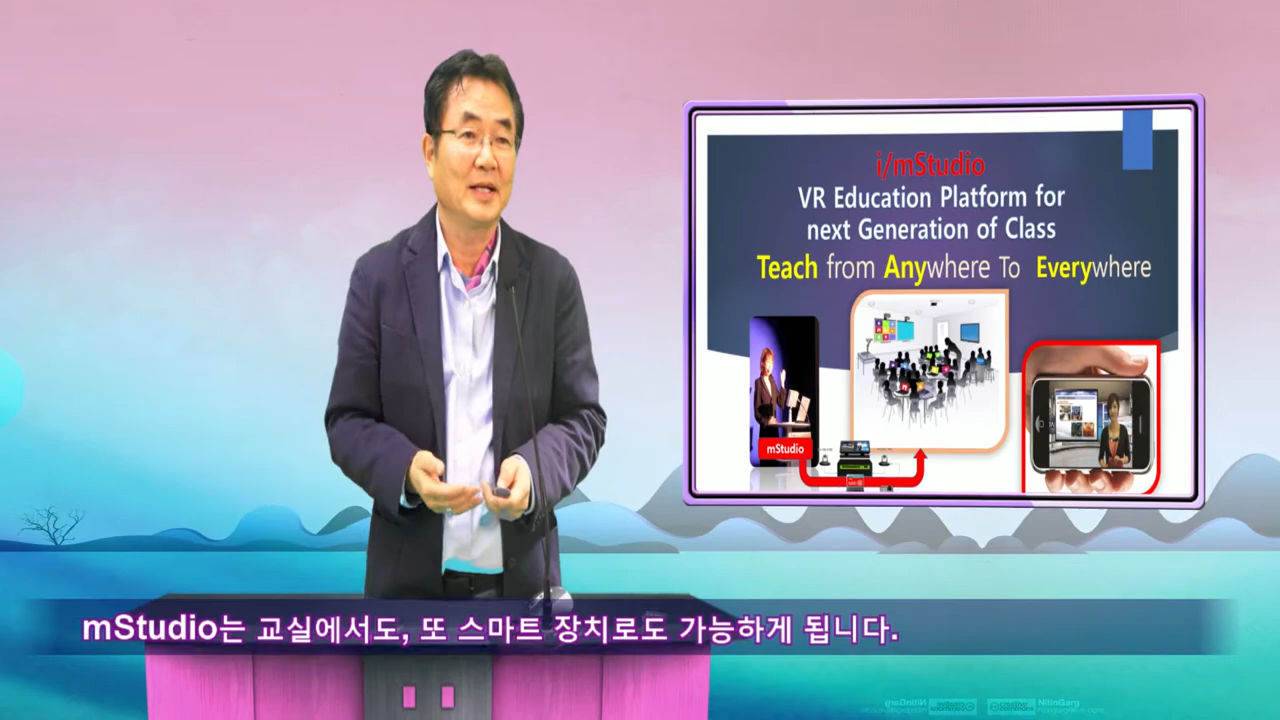 i/mStudio
VR Education Platform for
next Generation of Class
Teach from Anywhere To Everywhere
mStudio
mStudio는 교실에서도, 또 스마트 장치로도 가능하게 됩니다.
NitinGarg